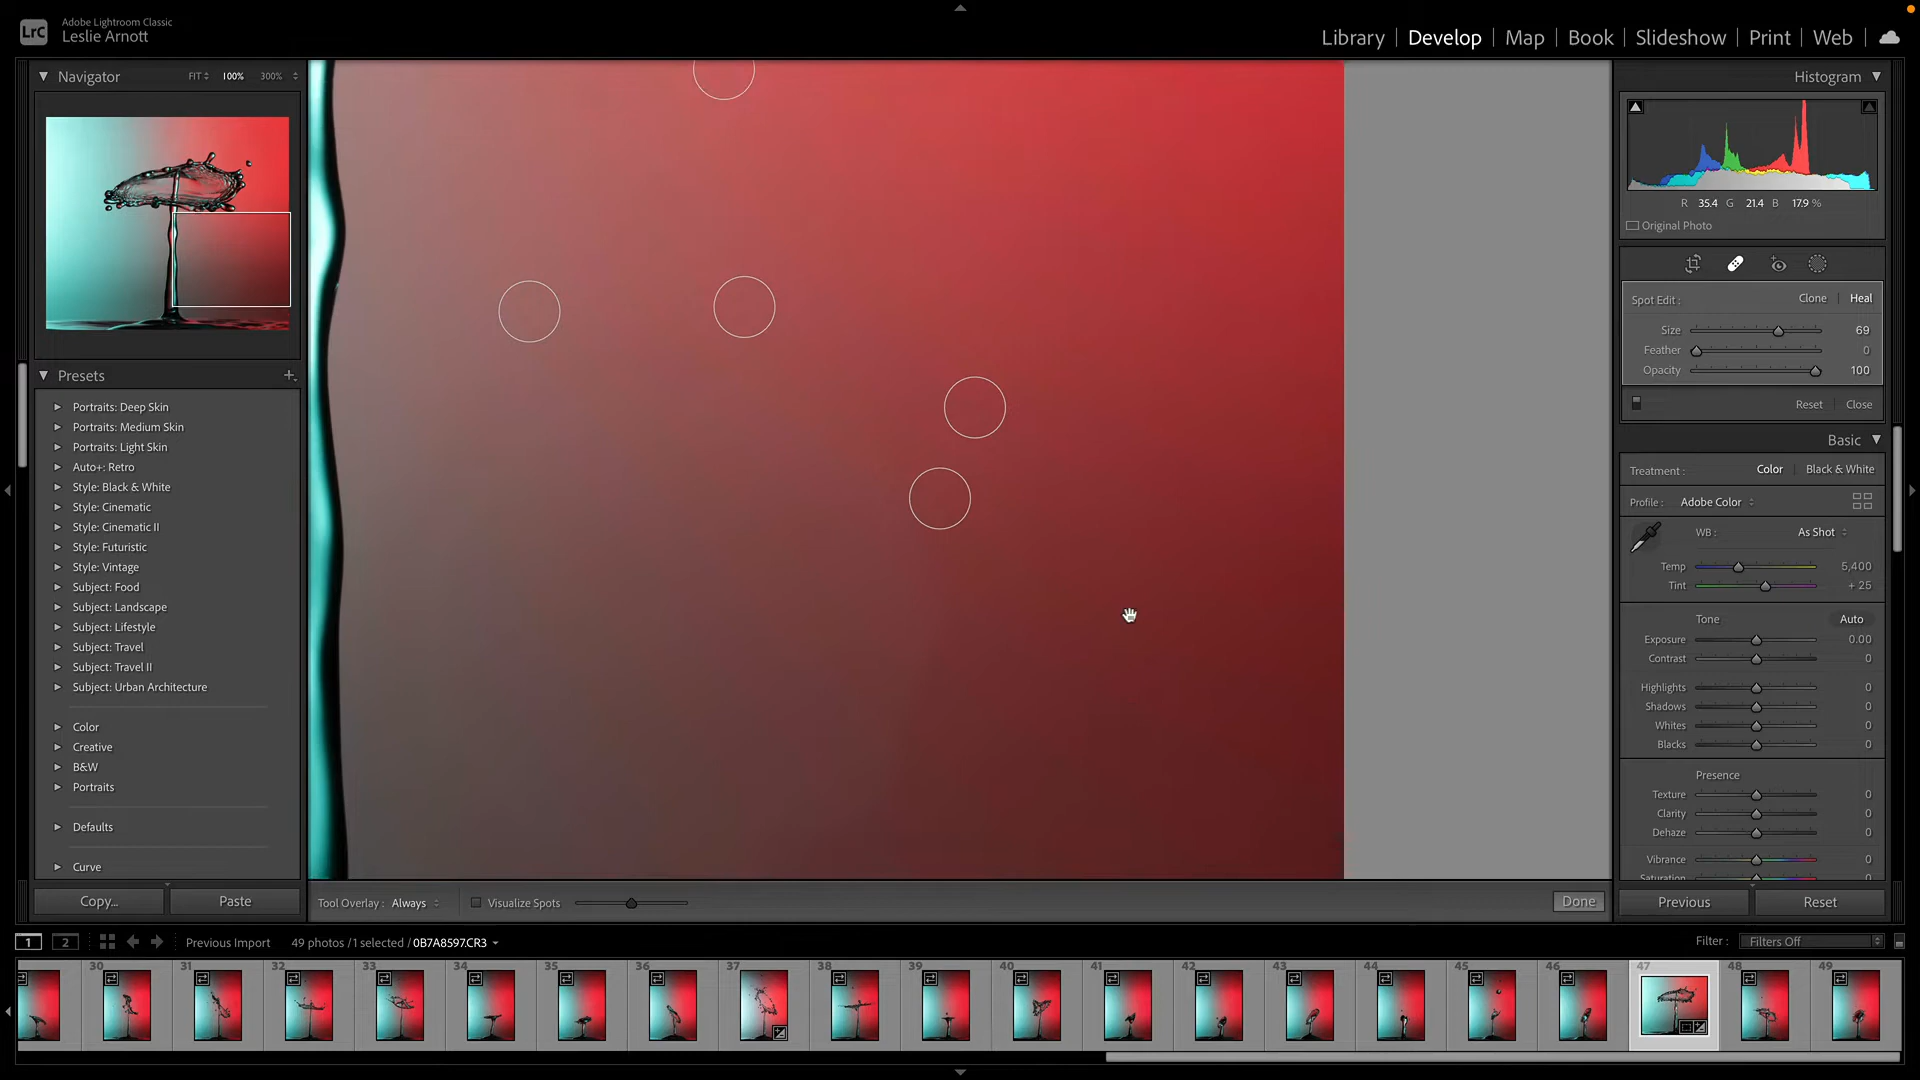 LrC
Adobe Lightroom Classic
Leslie Arnott
Library | Develop | Map | Book | Slideshow | Print | Web
Navigator FIT 100% 300%
Presets +
Portraits: Deep Skin
Portraits: Medium Skin
Portraits: Light Skin
Auto+: Retro
Style: Black & White
Style: Cinematic
Style: Cinematic II
Style: Futuristic
Style: Vintage
Subject: Food
Subject: Landscape
Subject: Lifestyle
Subject: Travel
Subject: Travel II
Subject: Urban Architecture
Color
Creative
B&W
Portraits
Defaults
Curve
Copy... Paste
Tool Overlay : Always Visualize Spots Done
Histogram
R 35.4 G 21.4 B 17.9 %
Original Photo
Spot Edit : Clone | Heal
Size 69
Feather 0
Opacity 100
Reset Close
Basic
Treatment : Color | Black & White
Profile : Adobe Color
WB : As Shot
Temp 5,400
Tint + 25
Tone Auto
Exposure 0.00
Contrast 0
Highlights 0
Shadows 0
Whites 0
Blacks 0
Presence
Texture 0
Clarity 0
Dehaze 0
Vibrance 0
Saturation 0
Previous Reset
1 2 Previous Import 49 photos / 1 selected / 0B7A8597.CR3 Filter : Filters Off
30 31 32 33 34 35 36 37 38 39 40 41 42 43 44 45 46 47 48 49